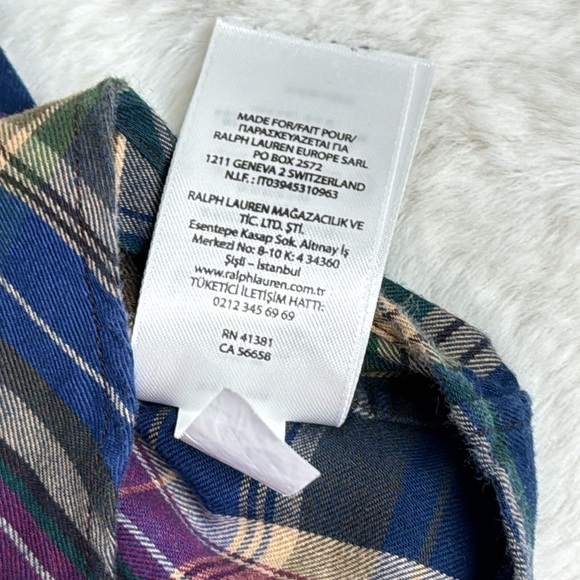 MADE FOR/FAIT POUR/
ΠΑΡΑΣΚΕΥΑΖΕΤΑΙ ΓΙΑ
RALPH LAUREN EUROPE SARL
PO BOX 2572
1211 GENEVA 2 SWITZERLAND
N.I.F. : IT03945310963
RALPH LAUREN MAĞAZACILIK VE
TİC. LTD. ŞTİ.
Esentepe Kasap Sok. Altınay İş
Merkezi No: 8-10 K: 4 34360
Şişli – İstanbul
www.ralphlauren.com.tr
TÜKETİCİ İLETİŞİM HATTI:
0212 345 69 69
RN 41381
CA 56658